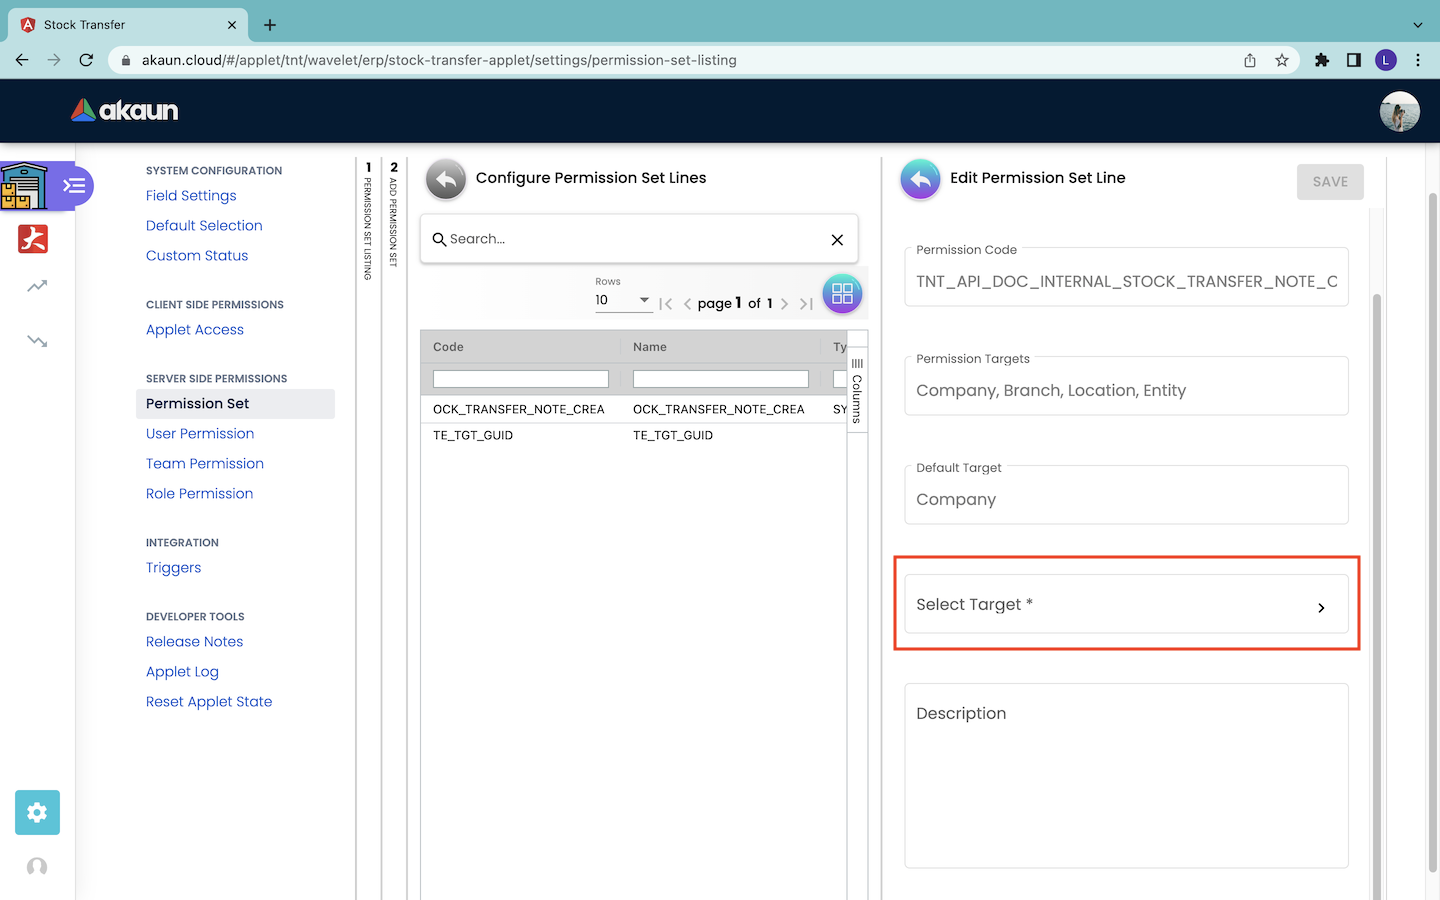 Stock Transfer
akaun.cloud/#/applet/tnt/wavelet/erp/stock-transfer-applet/settings/permission-set-listing
L
akaun
SYSTEM CONFIGURATION
Field Settings
Default Selection
Custom Status
CLIENT SIDE PERMISSIONS
Applet Access
SERVER SIDE PERMISSIONS
Permission Set
User Permission
Team Permission
Role Permission
INTEGRATION
Triggers
DEVELOPER TOOLS
Release Notes
Applet Log
Reset Applet State
1
PERMISSION SET LISTING
2
ADD PERMISSION SET
Configure Permission Set Lines
Search...
Rows
10
page 1 of 1
Code Name Ty
OCK_TRANSFER_NOTE_CREA OCK_TRANSFER_NOTE_CREA SY
TE_TGT_GUID TE_TGT_GUID
Columns
Edit Permission Set Line
SAVE
Permission Code
TNT_API_DOC_INTERNAL_STOCK_TRANSFER_NOTE_C
Permission Targets
Company, Branch, Location, Entity
Default Target
Company
Select Target *
Description